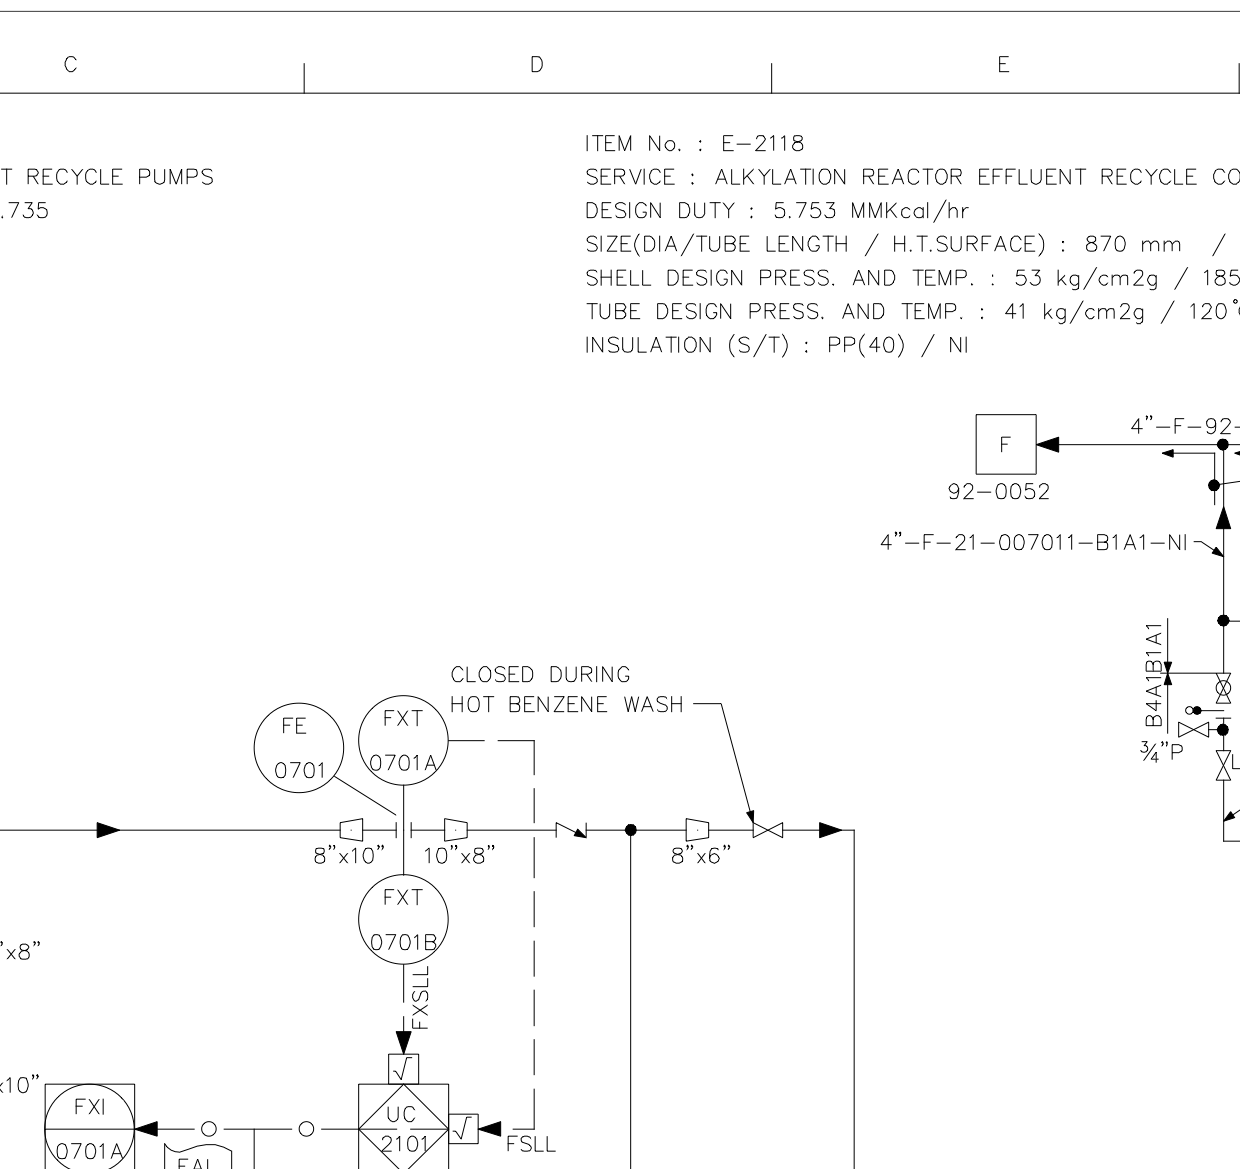 C
D
E
T RECYCLE PUMPS
.735
ITEM No. : E-2118
SERVICE : ALKYLATION REACTOR EFFLUENT RECYCLE CO
DESIGN DUTY : 5.753 MMKcal/hr
SIZE(DIA/TUBE LENGTH / H.T.SURFACE) : 870 mm /
SHELL DESIGN PRESS. AND TEMP. : 53 kg/cm2g / 185
TUBE DESIGN PRESS. AND TEMP. : 41 kg/cm2g / 120°
INSULATION (S/T) : PP(40) / NI
4"-F-92-
F
92-0052
4"-F-21-007011-B1A1-NI
B4A1B1A1
¾"P
CLOSED DURING
HOT BENZENE WASH
FE
0701
FXT
0701A
8"x10"
10"x8"
8"x6"
FXT
0701B
"x8"
FXSLL
x10"
√
FXI
0701A
UC
2101
√
FSLL
FAL